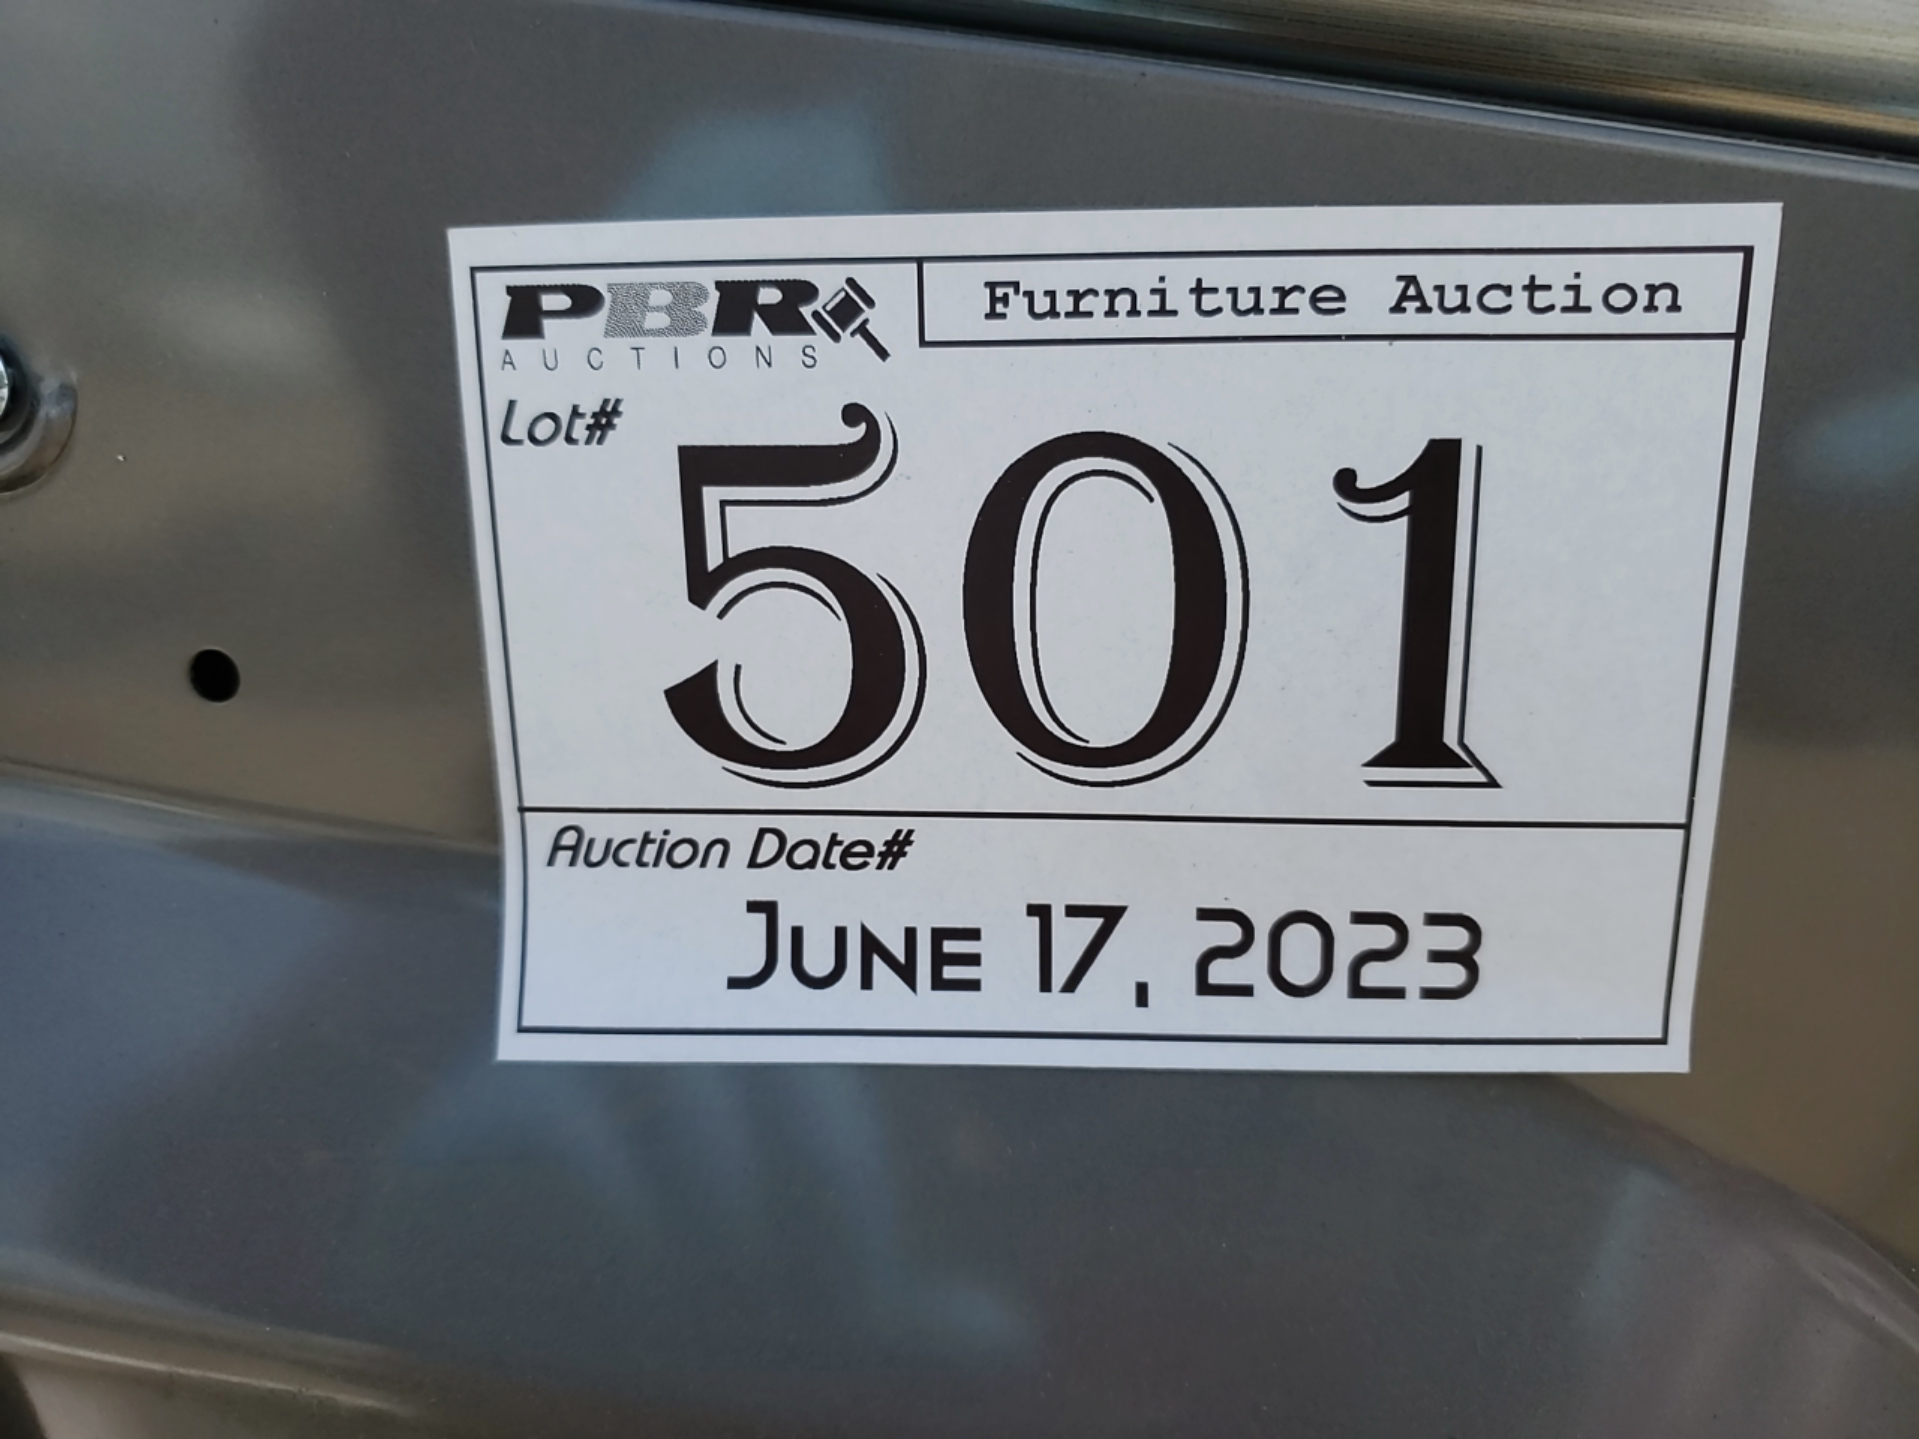 PBR
AUCTIONS
Furniture Auction
Lot#
501
Auction Date#
JUNE 17, 2023